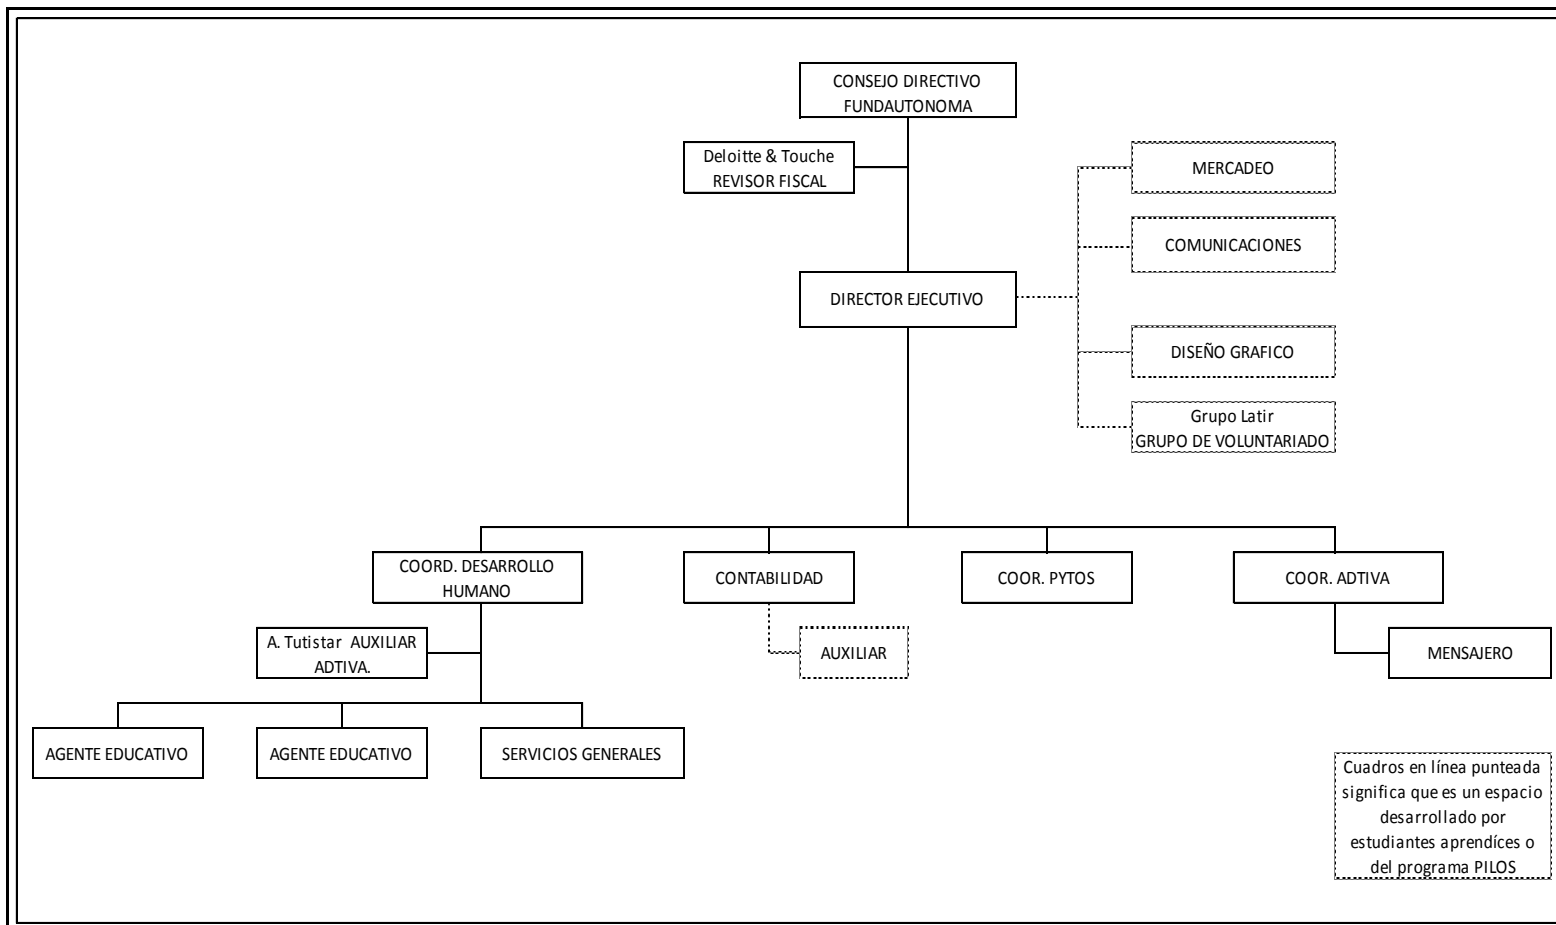 CONSEJO DIRECTIVO
FUNDAUTONOMA
Deloitte & Touche
REVISOR FISCAL
MERCADEO
COMUNICACIONES
DIRECTOR EJECUTIVO
DISEÑO GRAFICO
Grupo Latir
GRUPO DE VOLUNTARIADO
COORD. DESARROLLO
HUMANO
CONTABILIDAD
COOR. PYTOS
COOR. ADTIVA
A. Tutistar AUXILIAR
ADTIVA.
AUXILIAR
MENSAJERO
AGENTE EDUCATIVO
AGENTE EDUCATIVO
SERVICIOS GENERALES
Cuadros en línea punteada
significa que es un espacio
desarrollado por
estudiantes aprendíces o
del programa PILOS